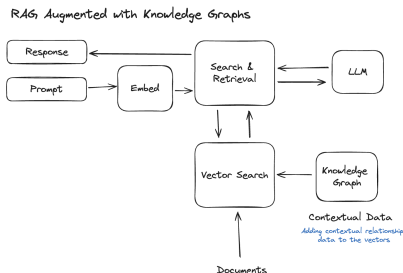 RAG Augmented with Knowledge Graphs
Response
Prompt
Embed
Search &
Retrieval
LLM
Vector Search
Knowledge
Graph
Contextual Data
Adding contextual relationship
data to the vectors
Documents